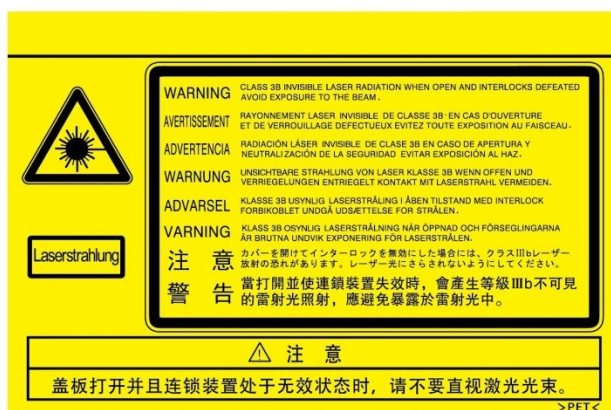 WARNING CLASS 3B INVISIBLE LASER RADIATION WHEN OPEN AND INTERLOCKS DEFEATED
AVOID EXPOSURE TO THE BEAM.
AVERTISSEMENT RAYONNEMENT LASER INVISIBLE DE CLASSE 3B·EN CAS D'OUVERTURE
ET DE VERROUILLAGE DEFECTUEUX EVITEZ TOUTE EXPOSITION AU FAISCEAU.
ADVERTENCIA RADIACIÓN LÁSER INVISIBLE DE CLASE 3B EN CASO DE APERTURA Y
NEUTRALIZACIÓN DE LA SEGURIDAD EVITAR EXPOSICIÓN AL HAZ.
WARNUNG UNSICHTBARE STRAHLUNG VON LASER KLASSE 3B WENN OFFEN UND
VERRIEGELUNGEN ENTRIEGELT KONTAKT MIT LASERSTRAHL VERMEIDEN.
ADVARSEL KLASSE 3B USYNLIG LASERSTRÅLING I ÅBEN TILSTAND MED INTERLOCK
FORBIKOBLET UNDGÅ UDSÆTTELSE FOR STRÅLEN.
VARNING KLASS 3B OSYNLIG LASERSTRÅLNING NÄR ÖPPNAD OCH FÖRSEGLINGARNA
ÄR BRUTNA UNDVIK EXPONERING FÖR LASERSTRÅLEN.
Laserstrahlung
注 意 カバーを開けてインターロックを無効にした場合には、クラスⅢbレーザー
放射の恐れがあります。レーザー光にさらされないようにしてください。
警 告 當打開並使連鎖裝置失效時，會產生等級Ⅲb不可見
的雷射光照射，應避免暴露於雷射光中。
⚠ 注 意
盖板打开并且连锁装置处于无效状态时，请不要直视激光光束。
>PET<